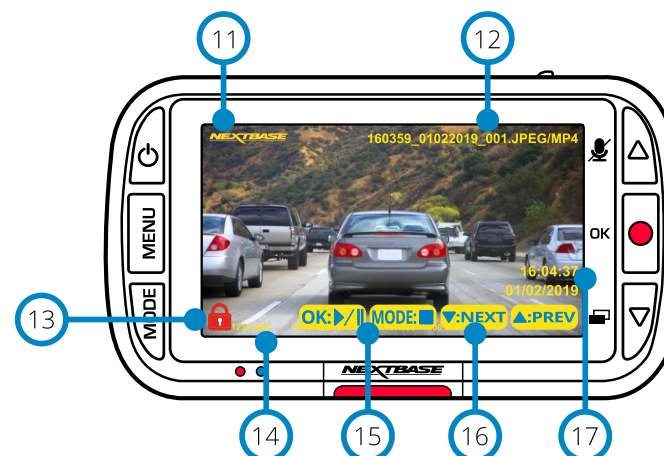 11
12
NEXTBASE
160359_01022019_001.JPEG/MP4
MENU
OK
16:04:37
01/02/2019
13
MODE
OK:▶/|| MODE:■ ▼:NEXT ▲:PREV
NEXTBASE
17
14
15
16